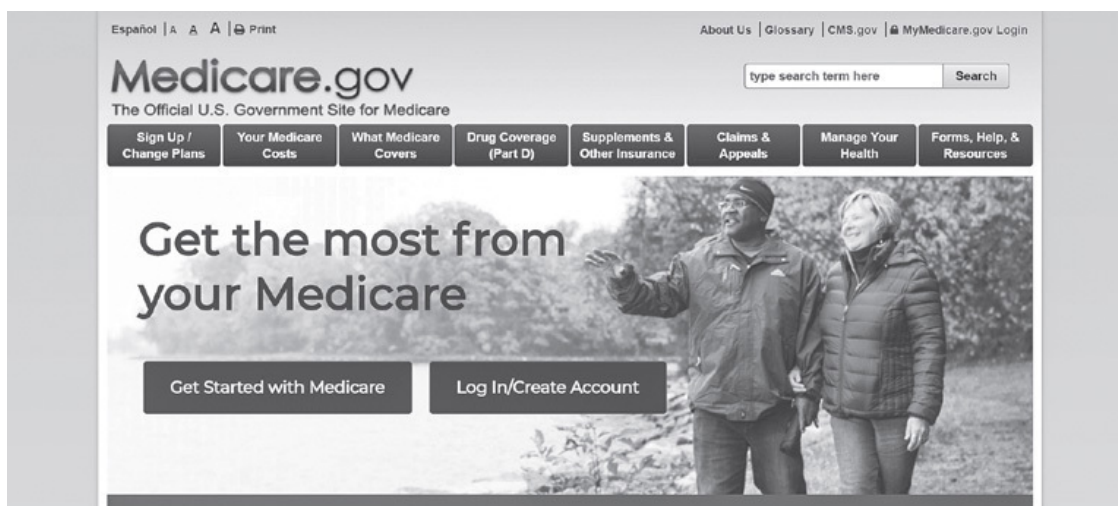 Español | A A A | Print
About Us | Glossary | CMS.gov | MyMedicare.gov Login
Medicare.gov
type search term here Search
The Official U.S. Government Site for Medicare
Sign Up /
Change Plans
Your Medicare
Costs
What Medicare
Covers
Drug Coverage
(Part D)
Supplements &
Other Insurance
Claims &
Appeals
Manage Your
Health
Forms, Help, &
Resources
Get the most from
your Medicare
Get Started with Medicare
Log In/Create Account